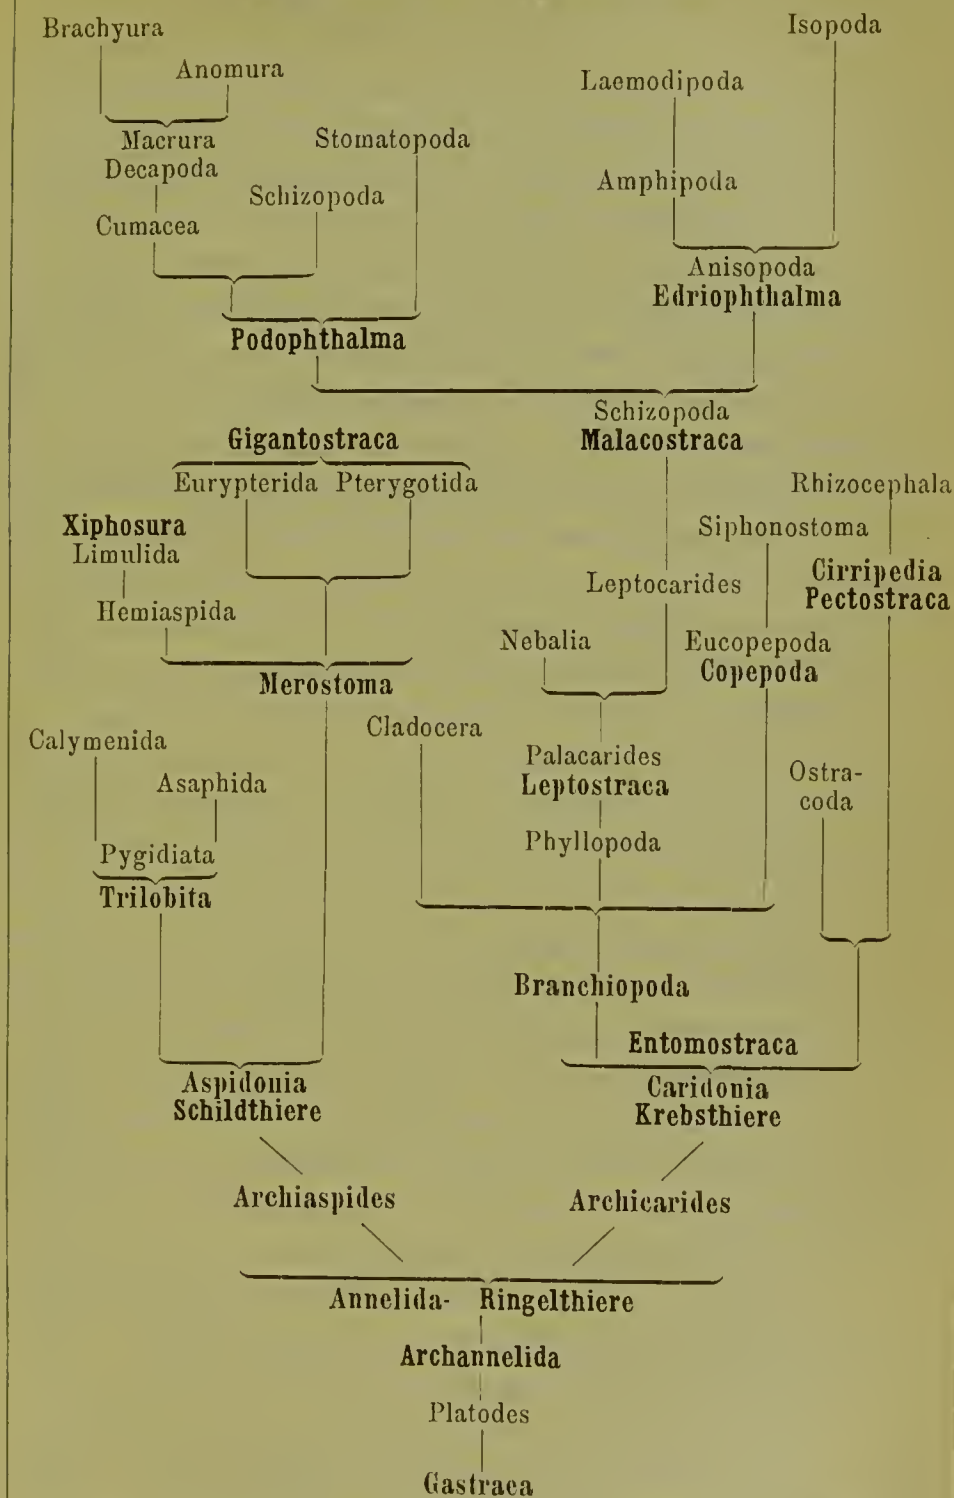 Brachyura
Isopoda
Anomura
Laemodipoda
Macrura
Decapoda
Stomatopoda
Schizopoda
Amphipoda
Cumacea
Anisopoda
Edriophthalma
Podophthalma
Schizopoda
Malacostraca
Gigantostraca
Eurypterida Pterygotida
Rhizocephala
Xiphosura
Limulida
Siphonostoma
Cirripedia
Pectostraca
Leptocarides
Hemiaspida
Nebalia
Eucopepoda
Copepoda
Merostoma
Cladocera
Calymenida
Palacarides
Leptostraca
Ostra-
coda
Asaphida
Phyllopoda
Pygidiata
Trilobita
Branchiopoda
Entomostraca
Aspidonia
Schildthiere
Caridonia
Krebsthiere
Archiaspides
Archicarides
Annelida- Ringelthiere
Archannelida
Platodes
Gastraea